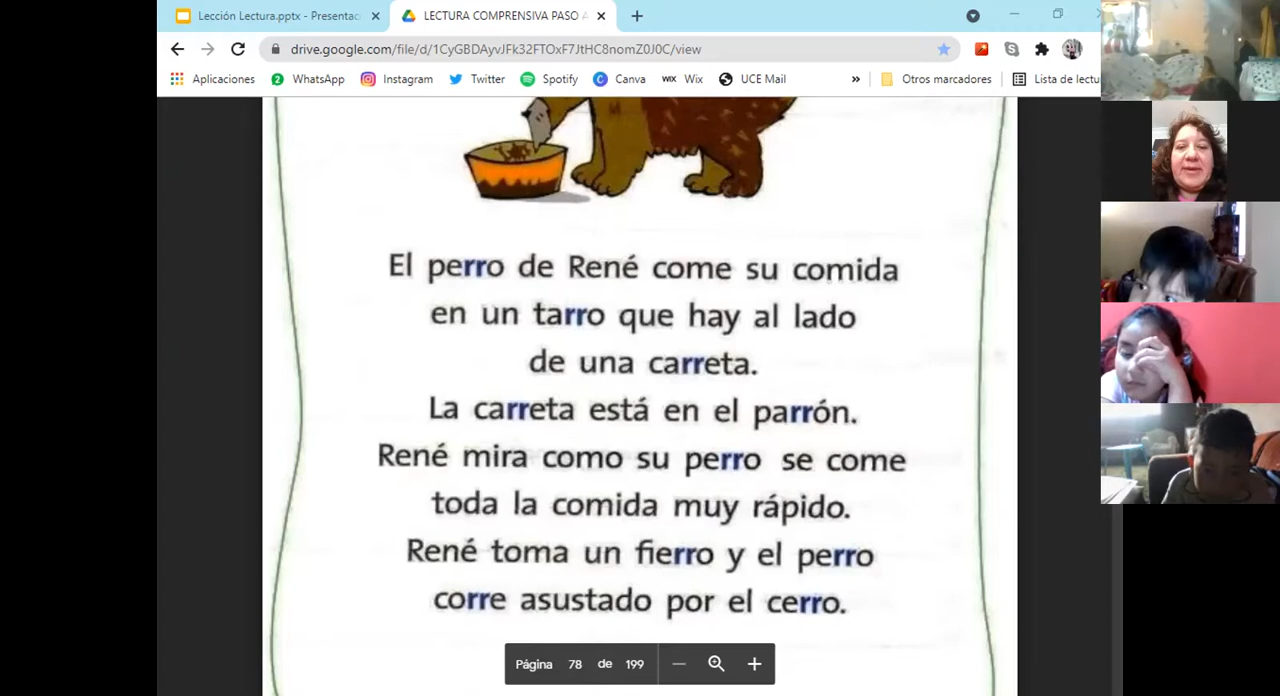 Lección Lectura.pptx - Presentac
LECTURA COMPRENSIVA PASO A
drive.google.com/file/d/1CyGBDAyvJFk32FTOxF7JtHC8nomZ0J0C/view
Aplicaciones WhatsApp Instagram Twitter Spotify Canva WiX Wix UCE Mail » Otros marcadores Lista de lectu
El perro de René come su comida
en un tarro que hay al lado
de una carreta.
La carreta está en el parrón.
René mira como su perro se come
toda la comida muy rápido.
René toma un fierro y el perro
corre asustado por el cerro.
Página 78 de 199